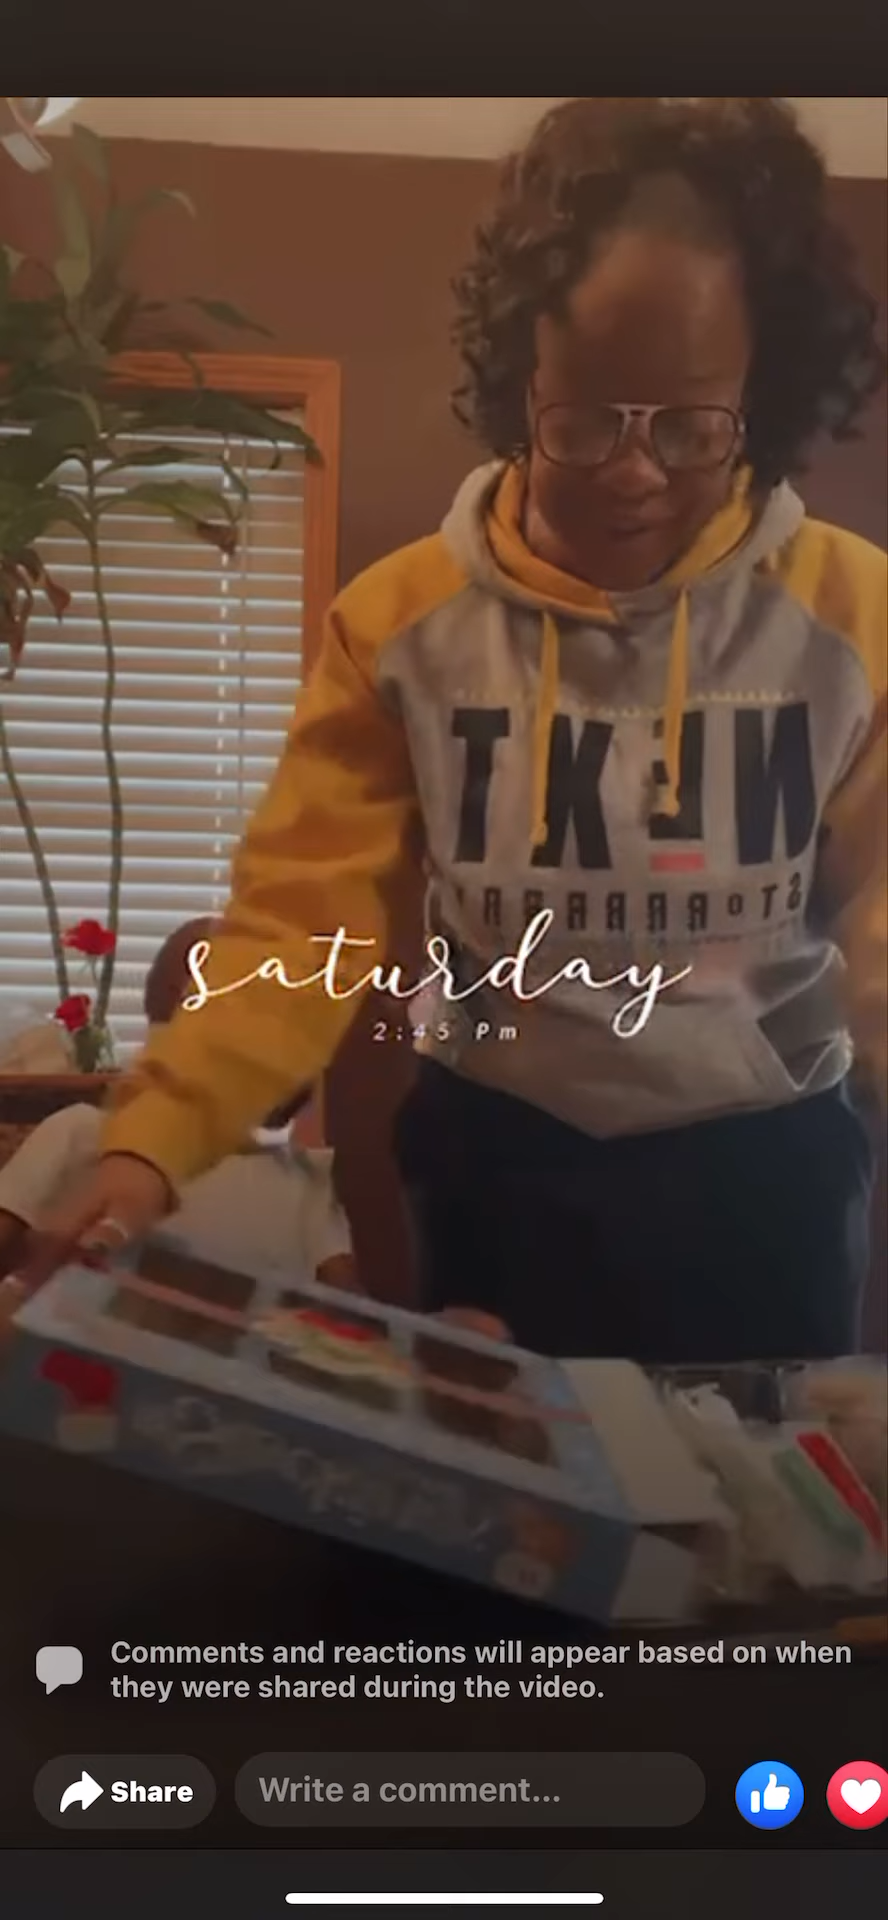 NEXT
saturday
2:45 Pm
Comments and reactions will appear based on when
they were shared during the video.
Share
Write a comment...